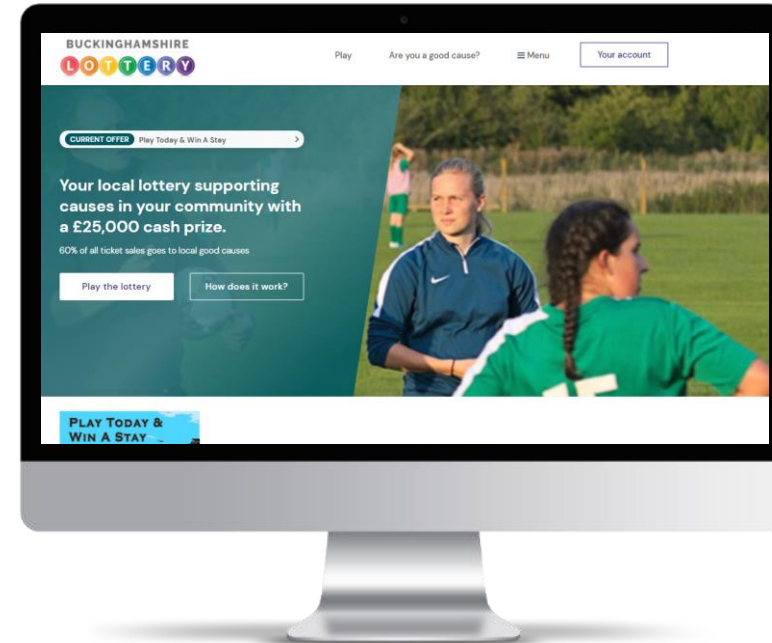 BUCKINGHAMSHIRE
LOTTERY
Play
Are you a good cause?
Menu
Your account
CURRENT OFFER Play Today & Win A Stay
Your local lottery supporting
causes in your community with
a £25,000 cash prize.
60% of all ticket sales goes to local good causes
Play the lottery
How does it work?
PLAY TODAY &
WIN A STAY